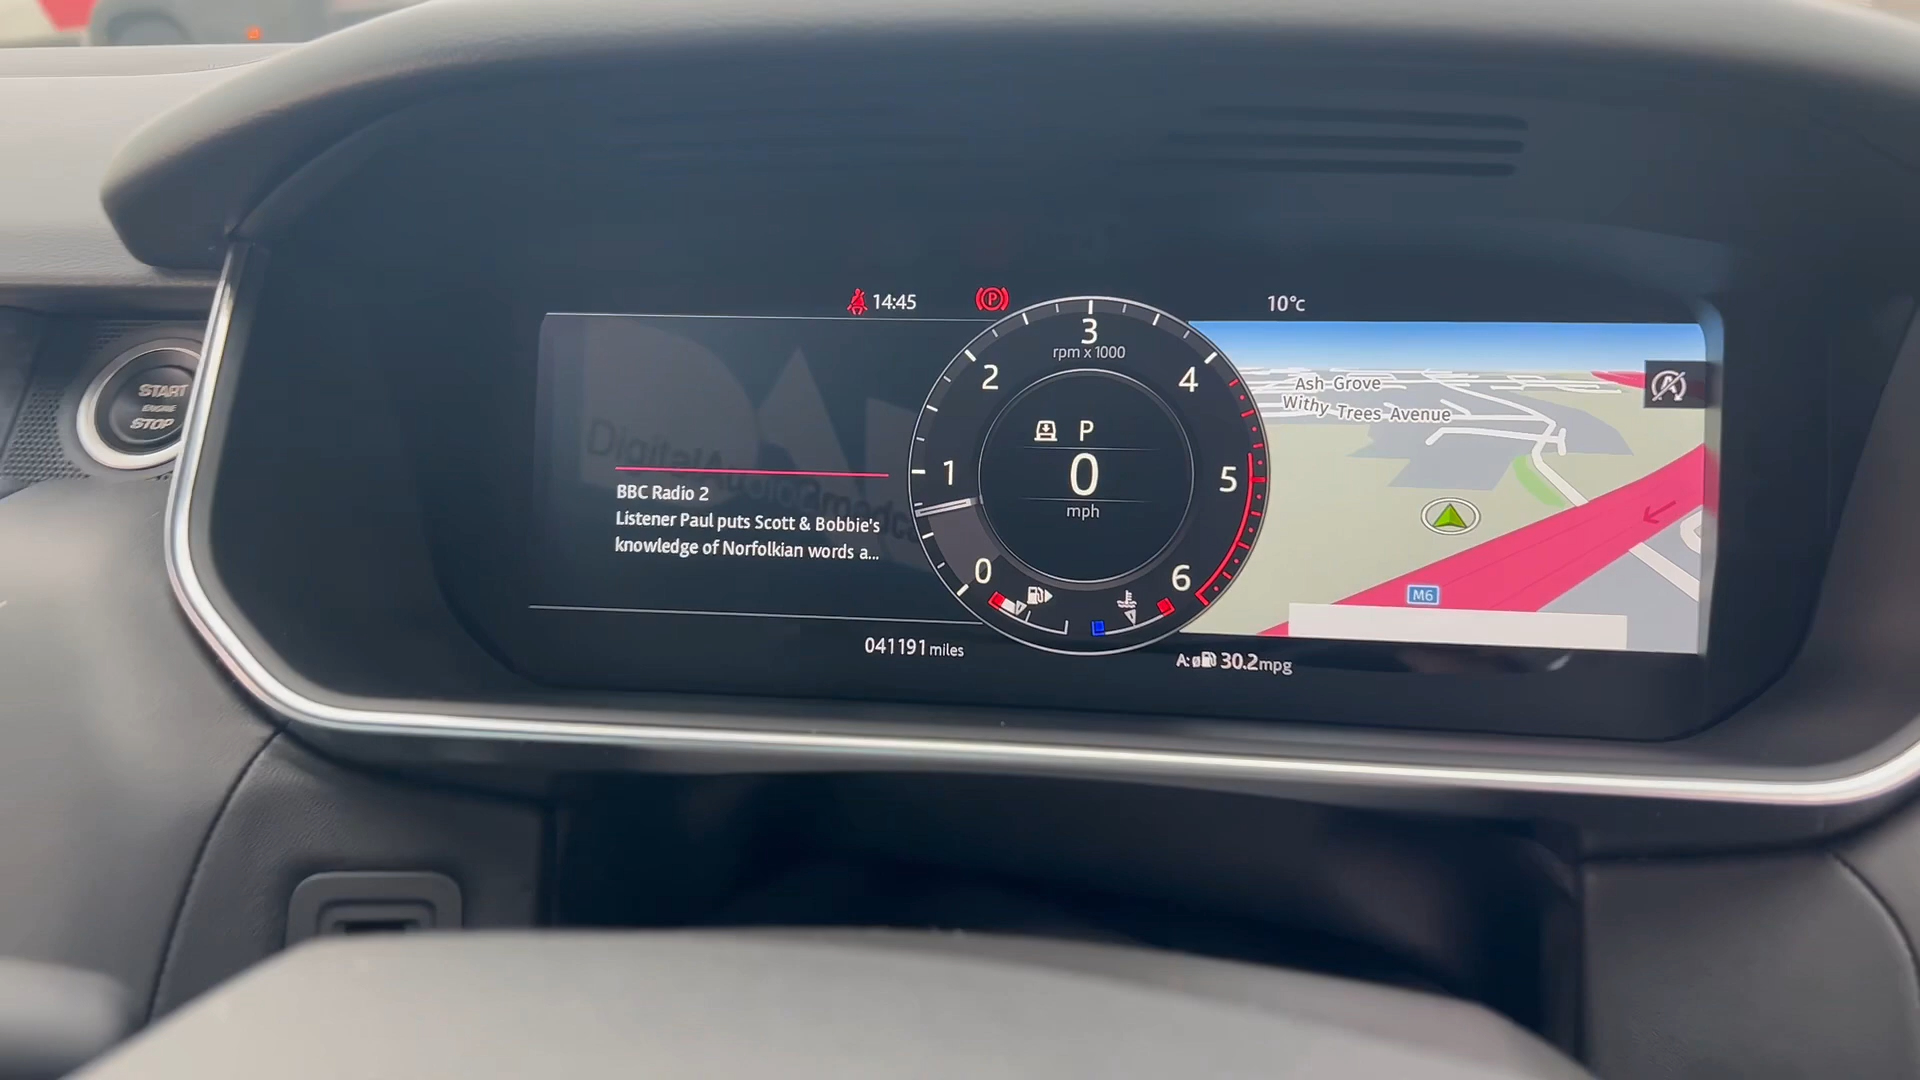 START
ENGINE
STOP
14:45
P
10°c
3
rpm x 1000
2
4
1
5
0
6
P
0
mph
BBC Radio 2
Listener Paul puts Scott & Bobbie's
knowledge of Norfolkian words a...
Ash Grove
Withy Trees Avenue
A
M6
041191 miles
A:ø 30.2mpg